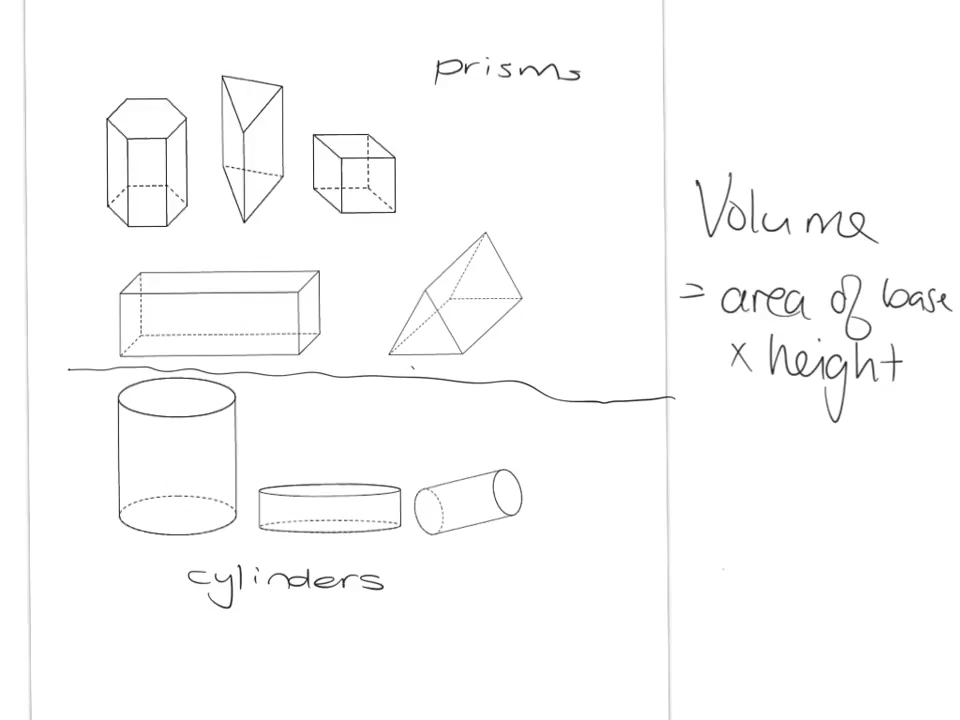 prisms
Volume
= area of base
x height
cylinders